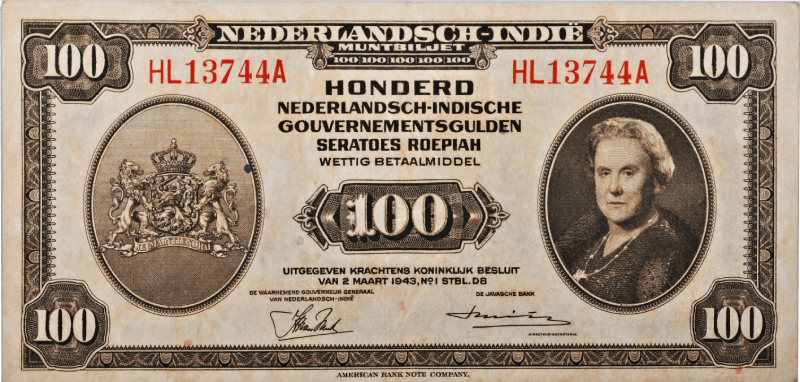 NEDERLANDSCH-INDIË
MUNTBILJET
100 100 100 100 100
100
100
HL13744A
HL13744A
HONDERD
NEDERLANDSCH-INDISCHE
GOUVERNEMENTSGULDEN
SERATOES ROEPIAH
WETTIG BETAALMIDDEL
100
UITGEGEVEN KRACHTENS KONINKLIJK BESLUIT
VAN 2 MAART 1943, NO 1 STBL. D8
DE WAARNEMEND GOUVERNEUR GENERAAL
VAN NEDERLANDSCH-INDIË
DE JAVASCHE BANK
DIRECTEUR-SECRETARIS
100
100
AMERICAN BANK NOTE COMPANY.